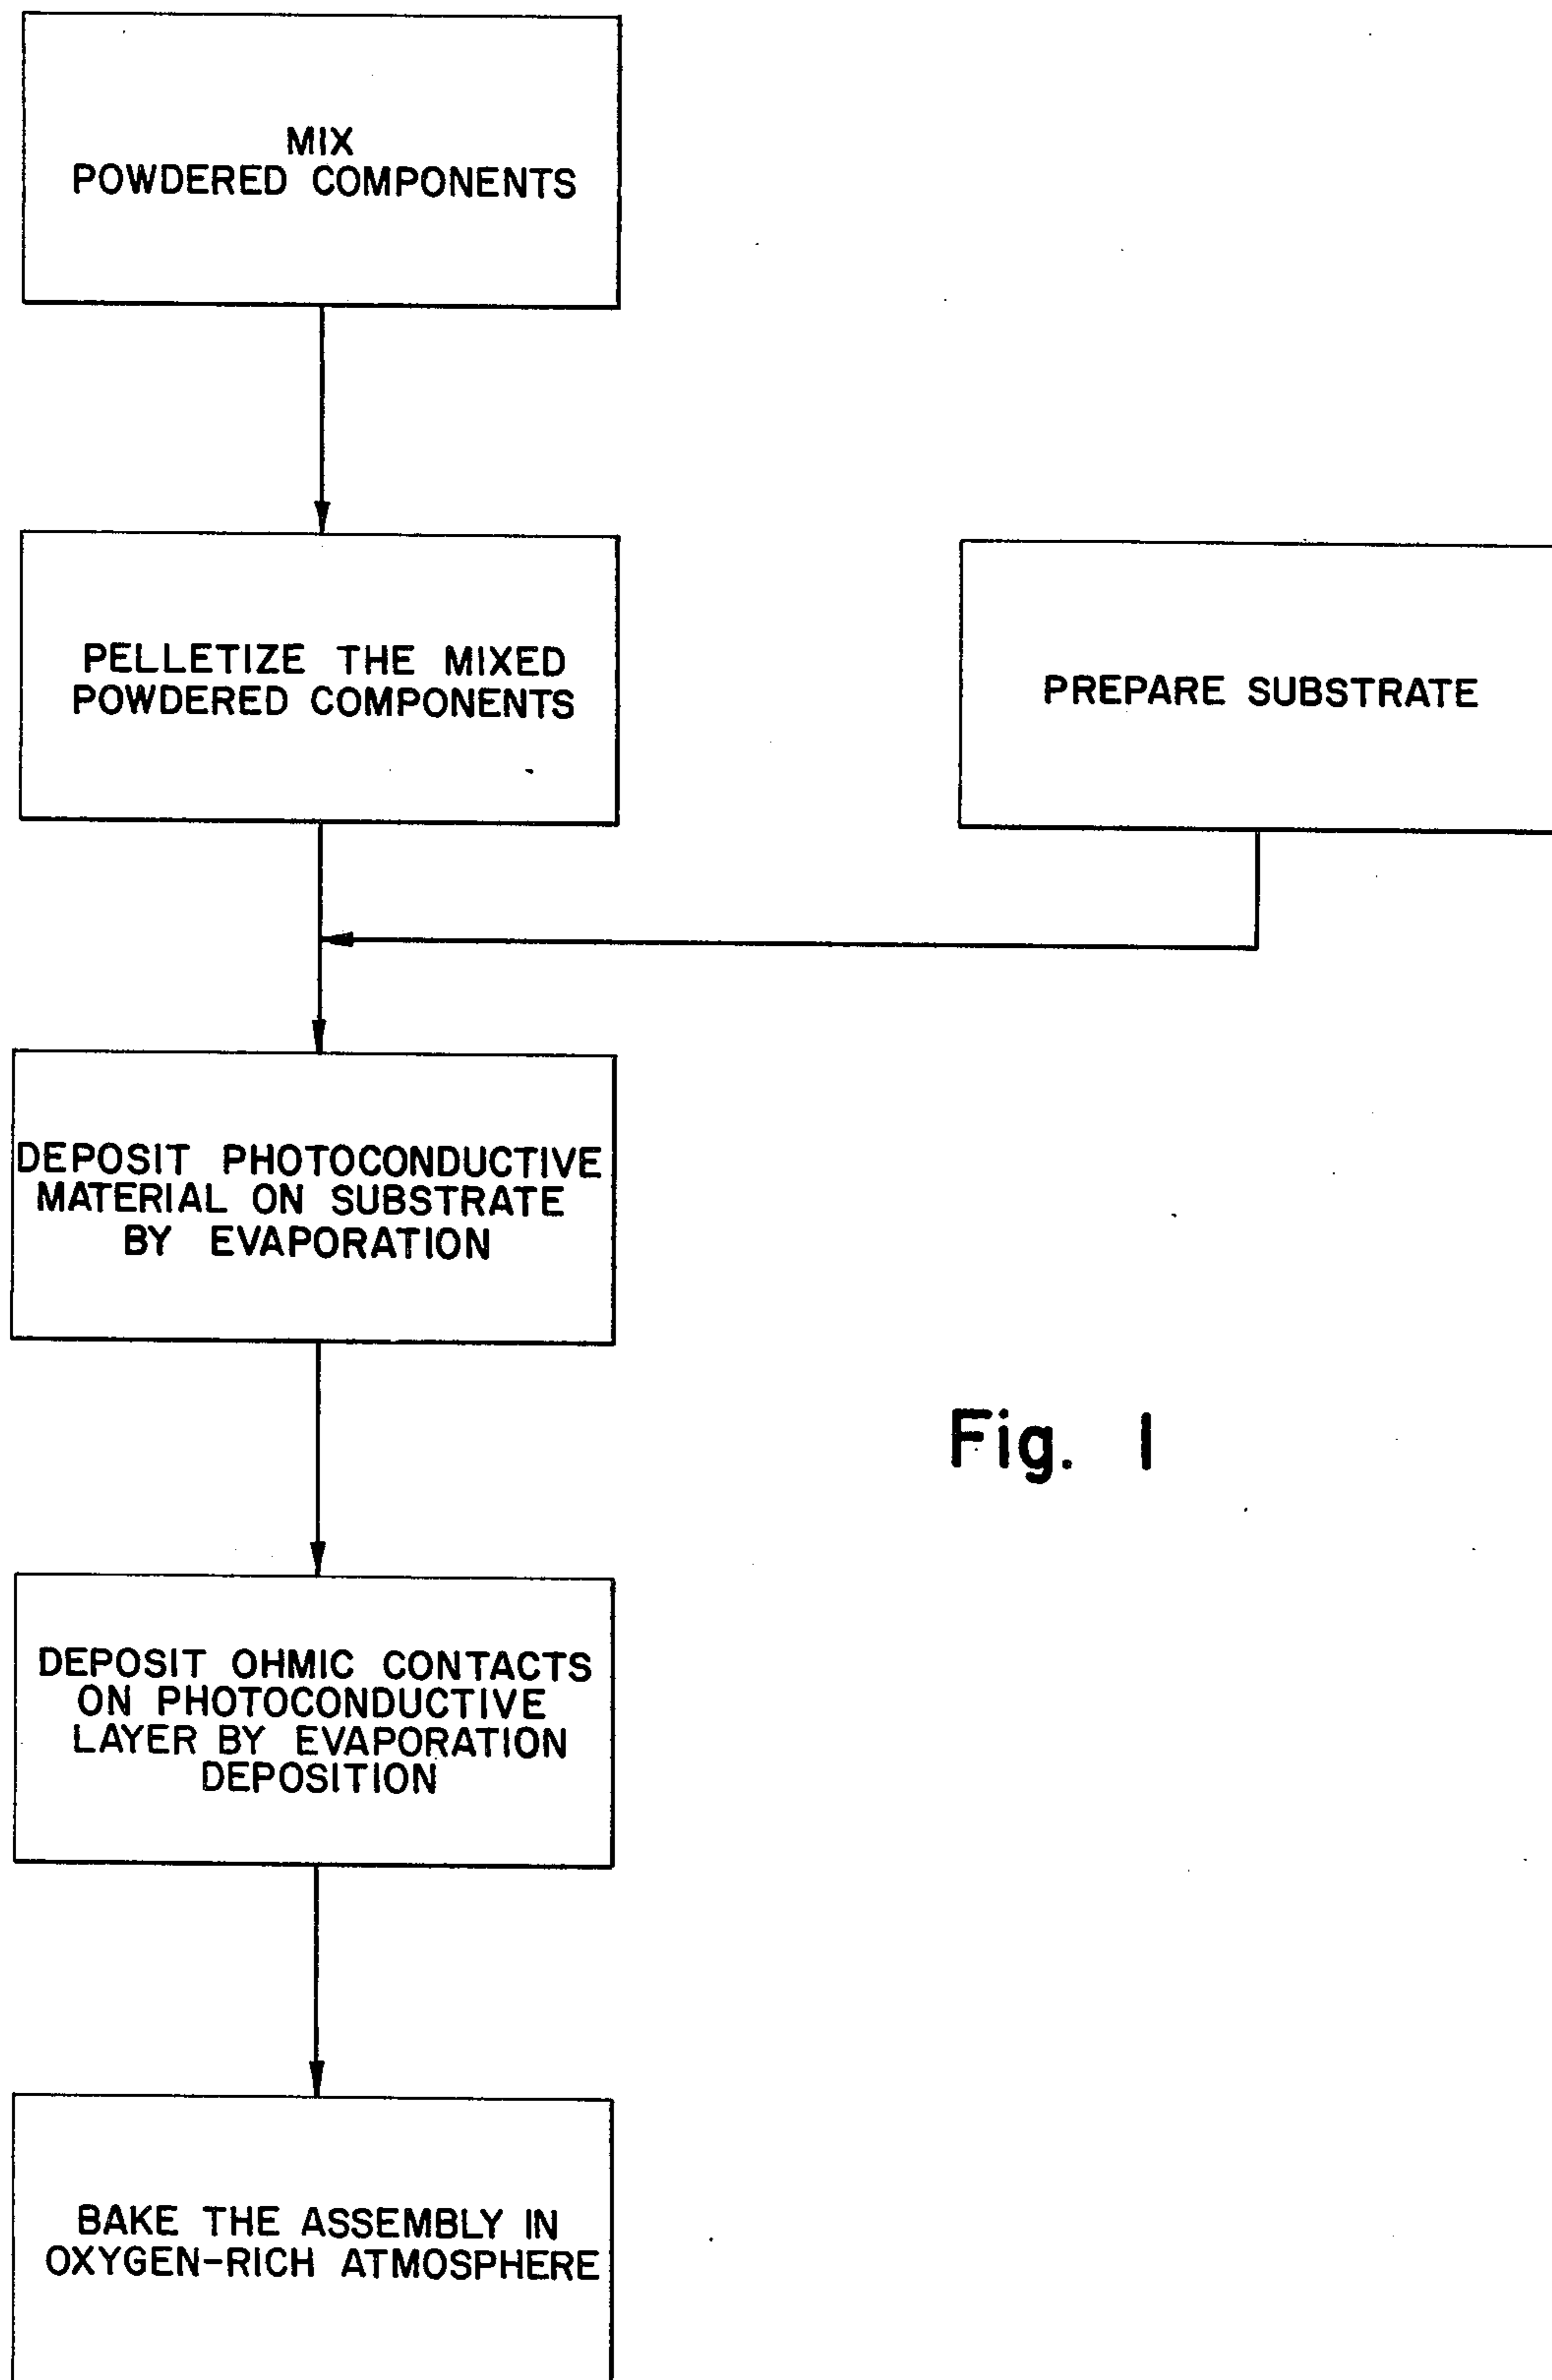 MIX
POWDERED COMPONENTS
PELLETIZE THE MIXED
POWDERED COMPONENTS
PREPARE SUBSTRATE
DEPOSIT PHOTOCONDUCTIVE
MATERIAL ON SUBSTRATE
BY EVAPORATION
Fig. 1
DEPOSIT OHMIC CONTACTS
ON PHOTOCONDUCTIVE
LAYER BY EVAPORATION
DEPOSITION
BAKE THE ASSEMBLY IN
OXYGEN-RICH ATMOSPHERE